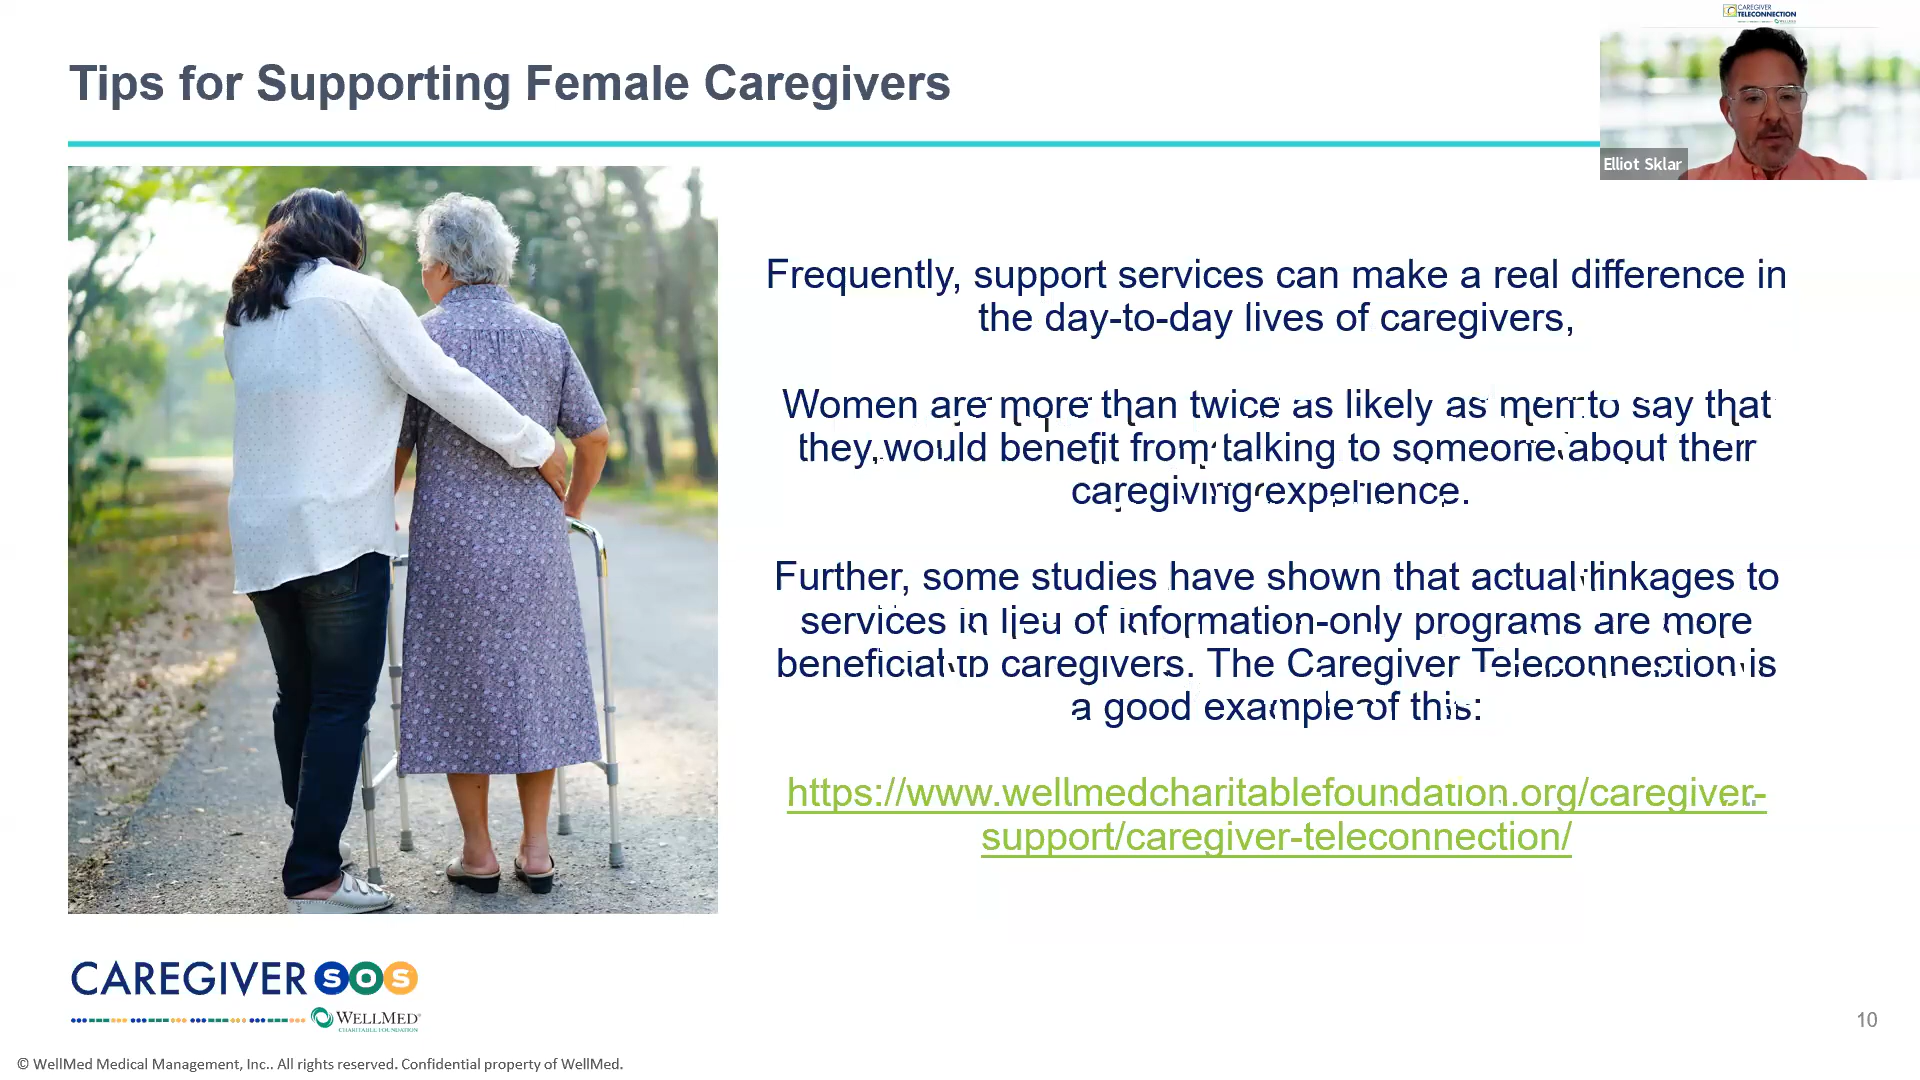 CAREGIVER
TELECONNECTION
Tips for Supporting Female Caregivers
Elliot Sklar
Frequently, support services can make a real difference in
the day-to-day lives of caregivers,
Women are more than twice as likely as men to say that
they would benefit from talking to someone about their
caregiving experience.
Further, some studies have shown that actual linkages to
services in lieu of information-only programs are more
beneficial to caregivers. The Caregiver Teleconnection is
a good example of this:
https://www.wellmedcharitablefoundation.org/caregiver-
support/caregiver-teleconnection/
CAREGIVER SOS
WELLMED®
CHARITABLE FOUNDATION
10
© WellMed Medical Management, Inc.. All rights reserved. Confidential property of WellMed.